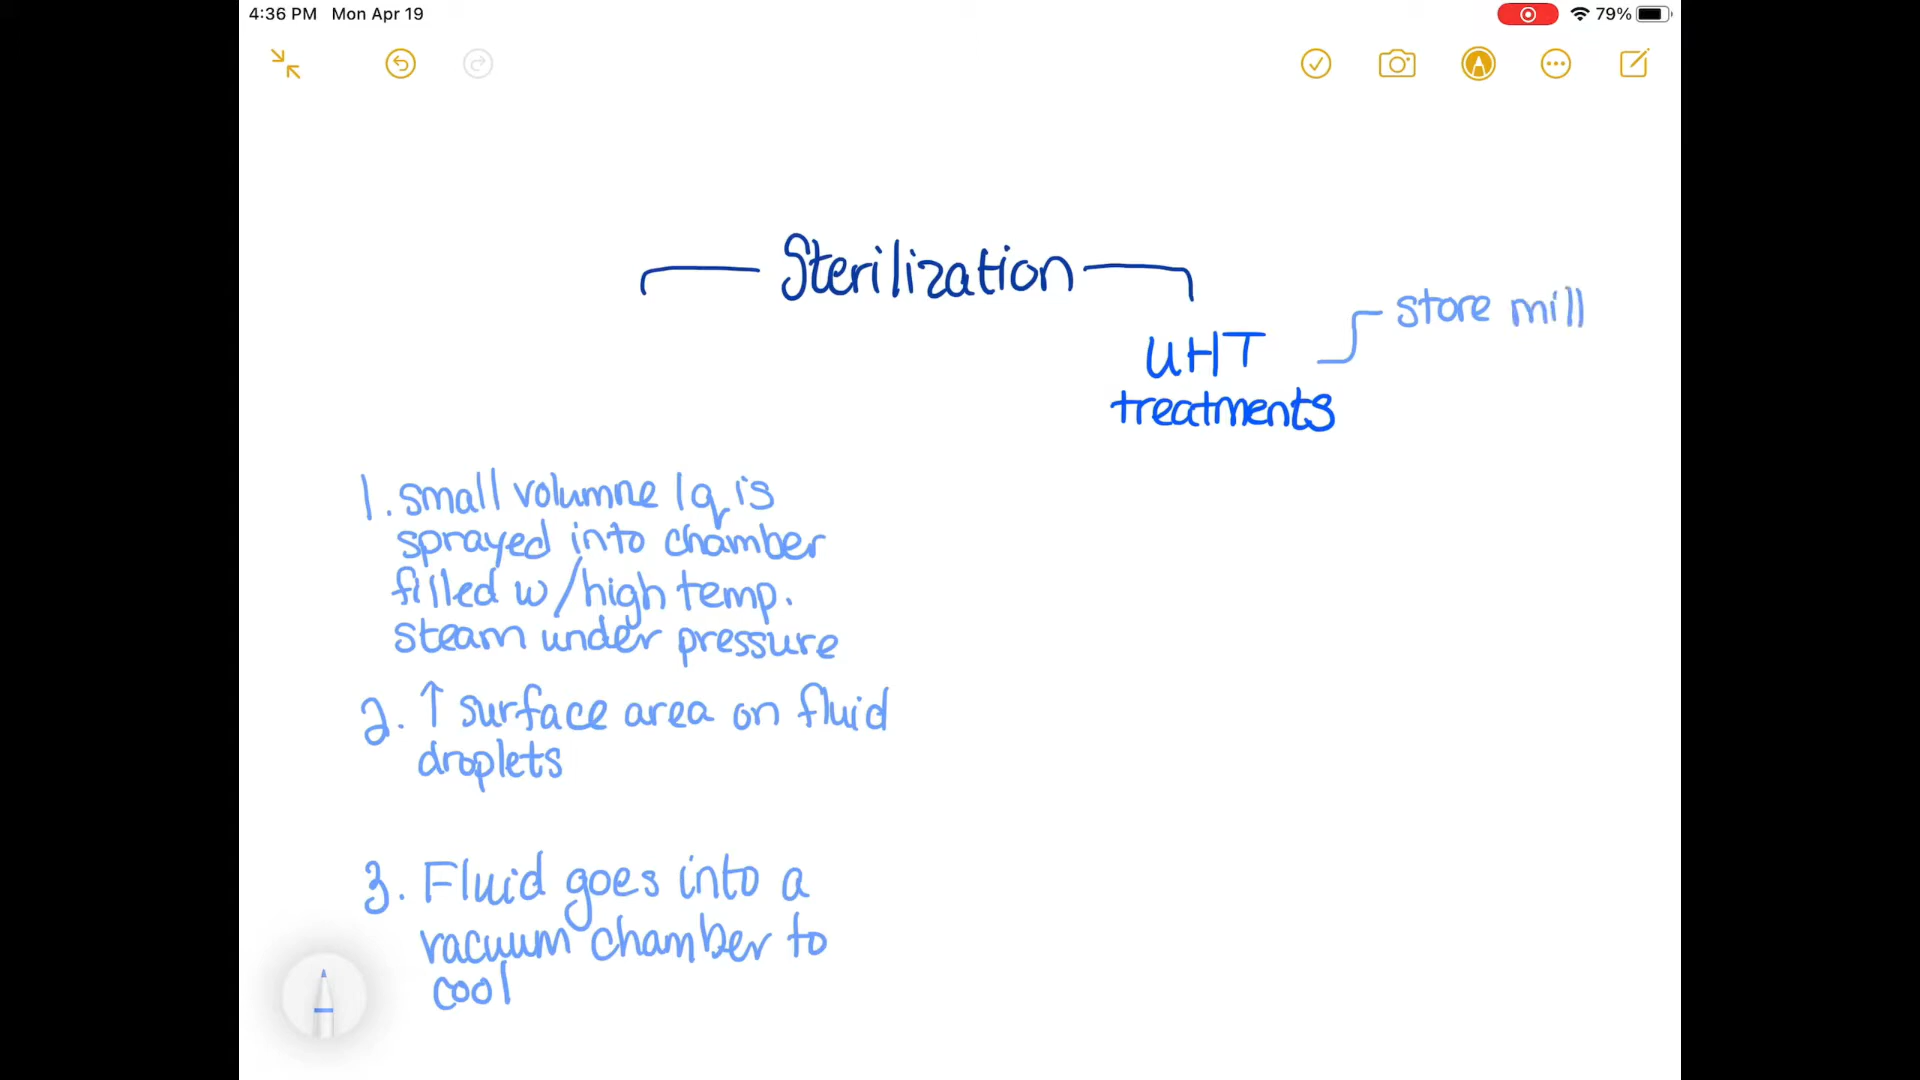 4:36 PM Mon Apr 19
79%
Sterilization
store mill
UHT
treatments
1. small volumne lq is
sprayed into chamber
filled w/high temp.
steam under pressure
2. ↑ surface area on fluid
droplets
3. Fluid goes into a
vacuum chamber to
cool